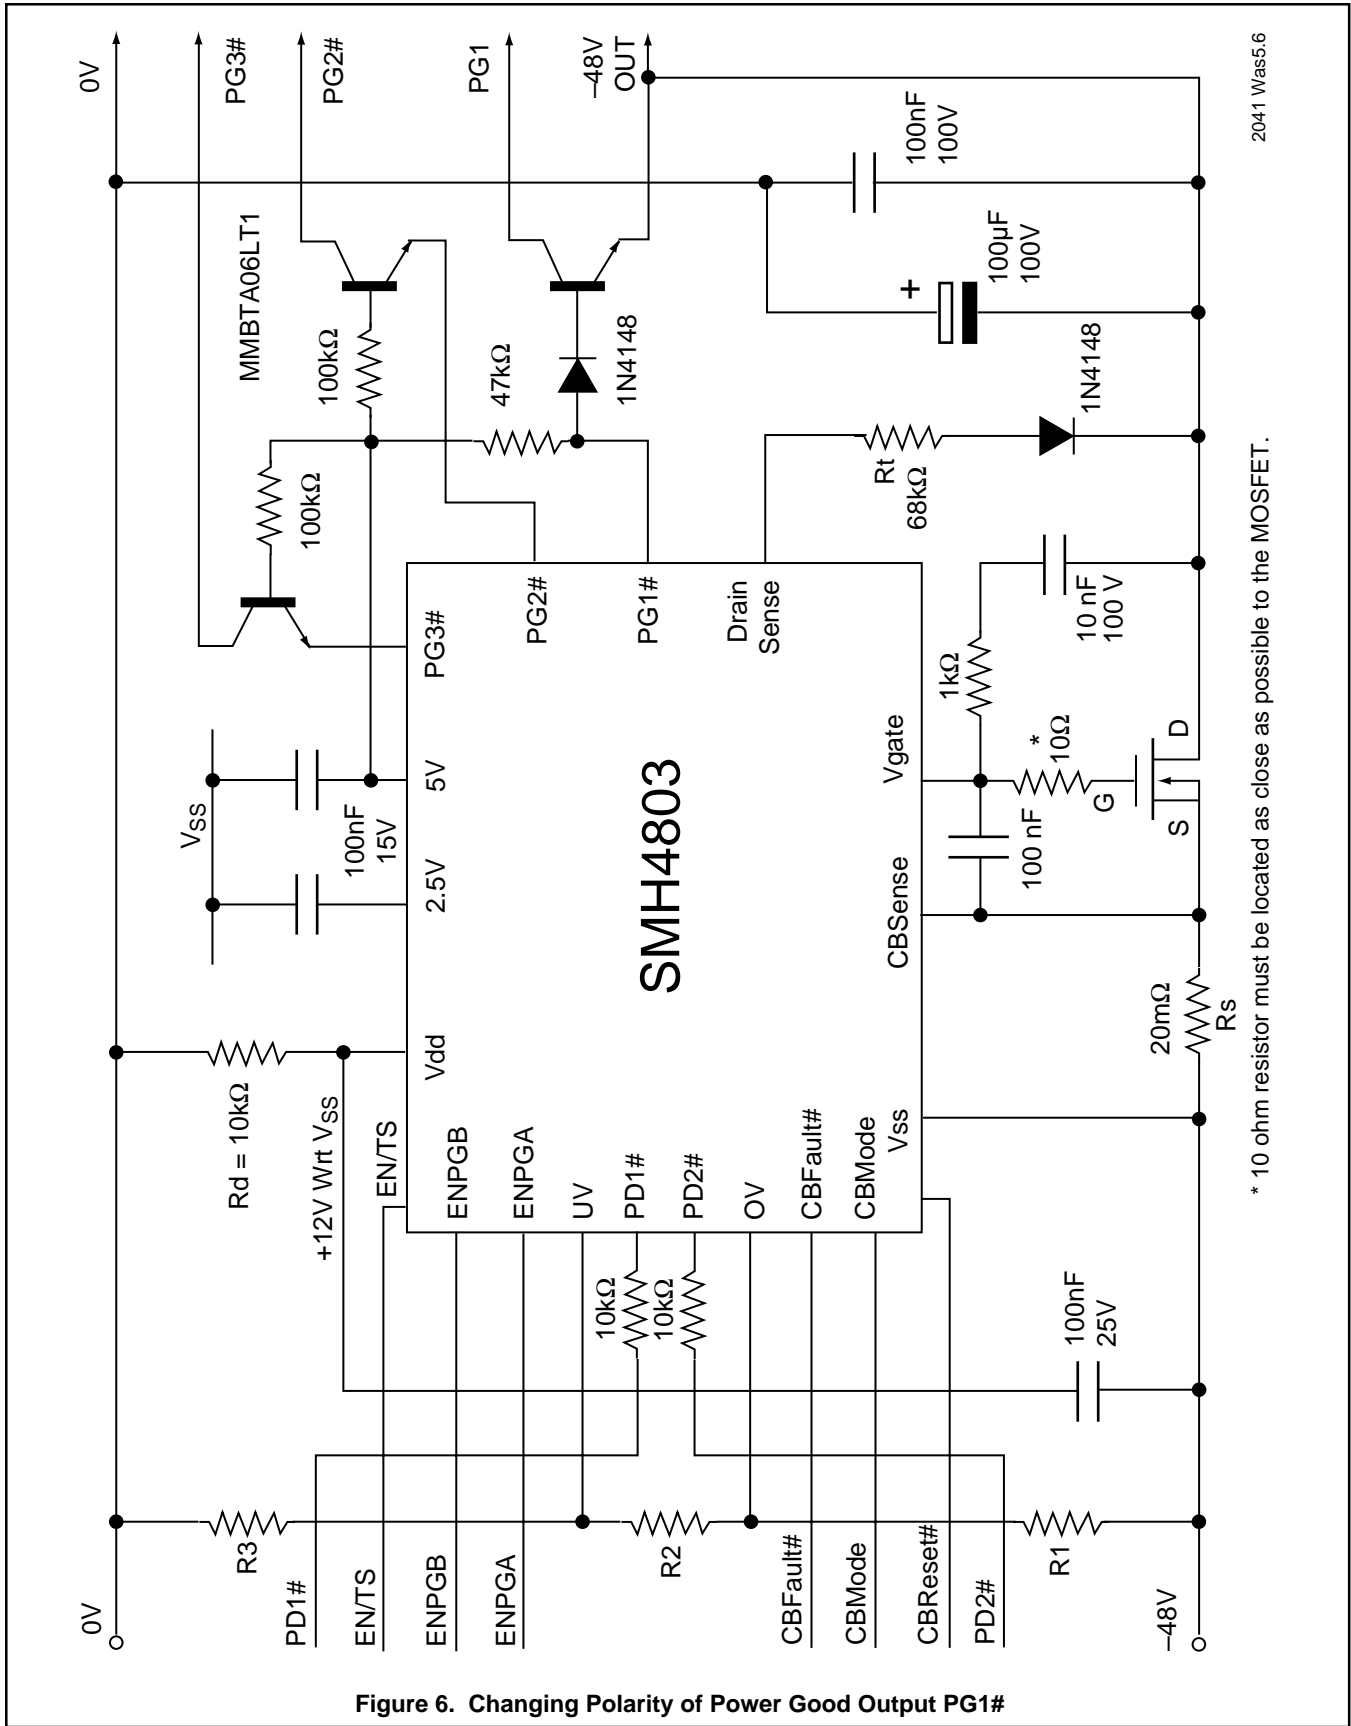 0V
PG3#
PG2#
PG1
–48V
OUT
2041 Was5.6
MMBTA06LT1
100kΩ
100kΩ
47kΩ
1N4148
100nF
100V
+
100µF
100V
1N4148
Rt
68kΩ
10 nF
100 V
1kΩ
*
10Ω
G
D
S
100 nF
VSS
100nF
15V
5V
2.5V
PG3#
PG2#
PG1#
Drain
Sense
Vgate
CBSense
SMH4803
Vdd
Rd = 10kΩ
+12V Wrt VSS
EN/TS
ENPGB
ENPGA
UV
PD1#
PD2#
OV
CBFault#
CBMode
Vss
20mΩ
Rs
10kΩ
10kΩ
100nF
25V
R3
R2
R1
0V
PD1#
EN/TS
ENPGB
ENPGA
CBFault#
CBMode
CBReset#
PD2#
–48V
* 10 ohm resistor must be located as close as possible to the MOSFET.
Figure 6. Changing Polarity of Power Good Output PG1#